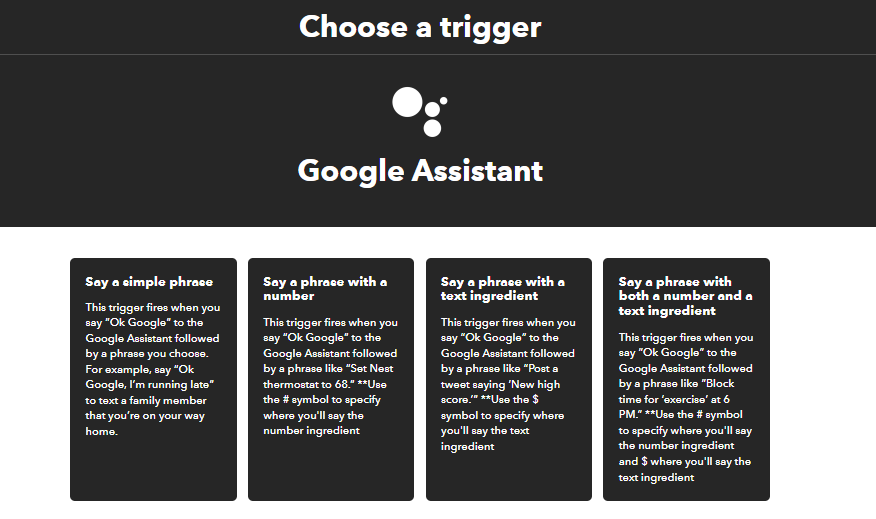 Choose a trigger
Google Assistant
Say a simple phrase
This trigger fires when you
say “Ok Google” to the
Google Assistant followed
by a phrase you choose.
For example, say “Ok
Google, I’m running late”
to text a family member
that you’re on your way
home.
Say a phrase with a
number
This trigger fires when you
say “Ok Google” to the
Google Assistant followed
by a phrase like “Set Nest
thermostat to 68.” **Use
the # symbol to specify
where you'll say the
number ingredient
Say a phrase with a
text ingredient
This trigger fires when you
say “Ok Google” to the
Google Assistant followed
by a phrase like “Post a
tweet saying ‘New high
score.’” **Use the $
symbol to specify where
you'll say the text
ingredient
Say a phrase with
both a number and a
text ingredient
This trigger fires when you
say ”Ok Google” to the
Google Assistant followed
by a phrase like ”Block
time for ‘exercise’ at 6
PM.” **Use the # symbol
to specify where you'll say
the number ingredient
and $ where you'll say the
text ingredient